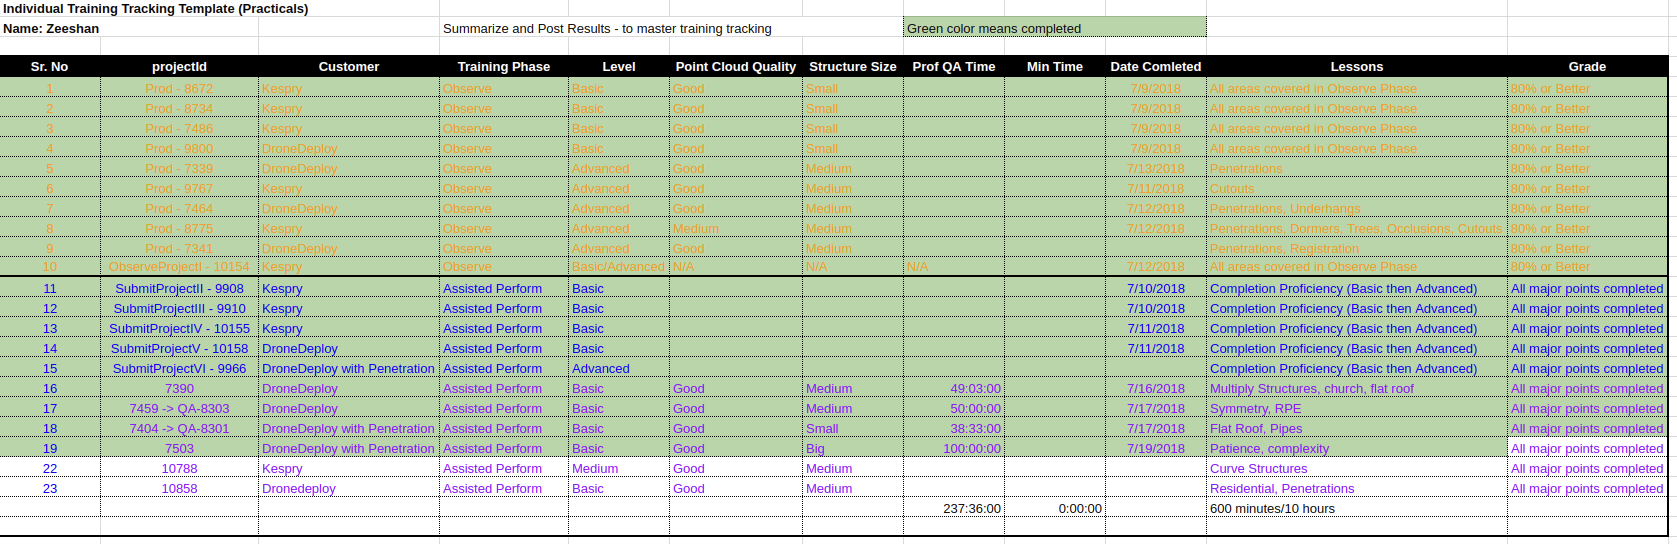 Individual Training Tracking Template (Practicals)
Name: Zeeshan Summarize and Post Results - to master training tracking Green color means completed
Sr. No projectId Customer Training Phase Level Point Cloud Quality Structure Size Prof QA Time Min Time Date Comleted Lessons Grade
1 Prod - 8672 Kespry Observe Basic Good Small 7/9/2018 All areas covered in Observe Phase 80% or Better
2 Prod - 8734 Kespry Observe Basic Good Small 7/9/2018 All areas covered in Observe Phase 80% or Better
3 Prod - 7486 Kespry Observe Basic Good Small 7/9/2018 All areas covered in Observe Phase 80% or Better
4 Prod - 9800 DroneDeploy Observe Basic Good Small 7/9/2018 All areas covered in Observe Phase 80% or Better
5 Prod - 7339 DroneDeploy Observe Advanced Good Medium 7/13/2018 Penetrations 80% or Better
6 Prod - 9767 Kespry Observe Advanced Good Medium 7/11/2018 Cutouts 80% or Better
7 Prod - 7464 DroneDeploy Observe Advanced Good Medium 7/12/2018 Penetrations, Underhangs 80% or Better
8 Prod - 8775 Kespry Observe Advanced Medium Medium 7/12/2018 Penetrations, Dormers, Trees, Occlusions, Cutouts 80% or Better
9 Prod - 7341 DroneDeploy Observe Advanced Good Medium Penetrations, Registration 80% or Better
10 ObserveProjectI - 10154 Kespry Observe Basic/Advanced N/A N/A N/A 7/12/2018 All areas covered in Observe Phase 80% or Better
11 SubmitProjectII - 9908 Kespry Assisted Perform Basic 7/10/2018 Completion Proficiency (Basic then Advanced) All major points completed
12 SubmitProjectIII - 9910 Kespry Assisted Perform Basic 7/10/2018 Completion Proficiency (Basic then Advanced) All major points completed
13 SubmitProjectIV - 10155 Kespry Assisted Perform Basic 7/11/2018 Completion Proficiency (Basic then Advanced) All major points completed
14 SubmitProjectV - 10158 DroneDeploy Assisted Perform Basic 7/11/2018 Completion Proficiency (Basic then Advanced) All major points completed
15 SubmitProjectVI - 9966 DroneDeploy with Penetration Assisted Perform Advanced Completion Proficiency (Basic then Advanced) All major points completed
16 7390 DroneDeploy Assisted Perform Basic Good Medium 49:03:00 7/16/2018 Multiply Structures, church, flat roof All major points completed
17 7459 -> QA-8303 DroneDeploy Assisted Perform Basic Good Medium 50:00:00 7/17/2018 Symmetry, RPE All major points completed
18 7404 -> QA-8301 DroneDeploy with Penetration Assisted Perform Basic Good Small 38:33:00 7/17/2018 Flat Roof, Pipes All major points completed
19 7503 DroneDeploy with Penetration Assisted Perform Basic Good Big 100:00:00 7/19/2018 Patience, complexity All major points completed
22 10788 Kespry Assisted Perform Medium Good Medium Curve Structures All major points completed
23 10858 Dronedeploy Assisted Perform Basic Good Medium Residential, Penetrations All major points completed
237:36:00 0:00:00 600 minutes/10 hours